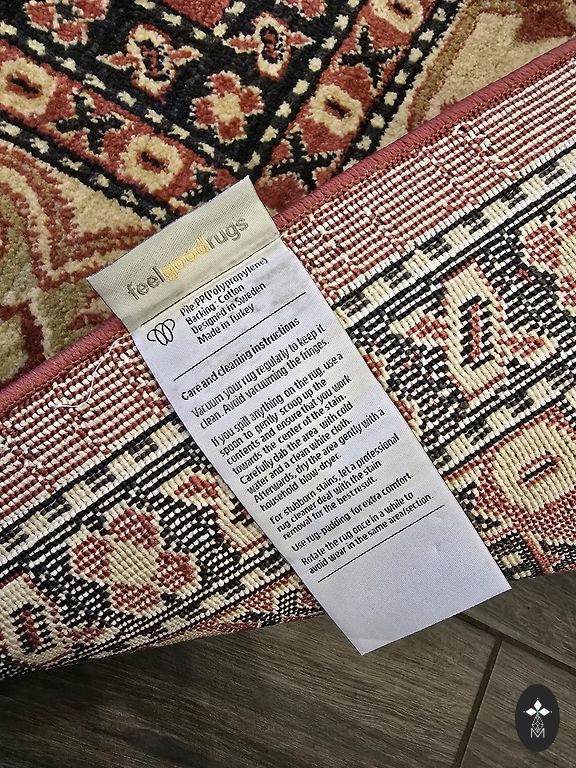 feelgoodrugs
Pile PP(Polypropylene)
Backing. Cotton
Designed in Sweden
Made in Turkey
Care and cleaning instructions
Vacuum your rug regularly to keep it
clean. Avoid vacuuming the fringes.
If you spill anything on the rug, use a
spoon to gently scoop up the
contents and ensure that you work
towards the center of the stain.
Carefully dab the area with cold
water and a clean white cloth.
Afterwards, dry the area gently with a
household blow-dryer.
For stubborn stains, let a professional
rug cleaner deal with the stain
removal for the best result.
Use rug-padding for extra comfort.
Rotate the rug once in a while to
avoid wear in the same area/section.
M